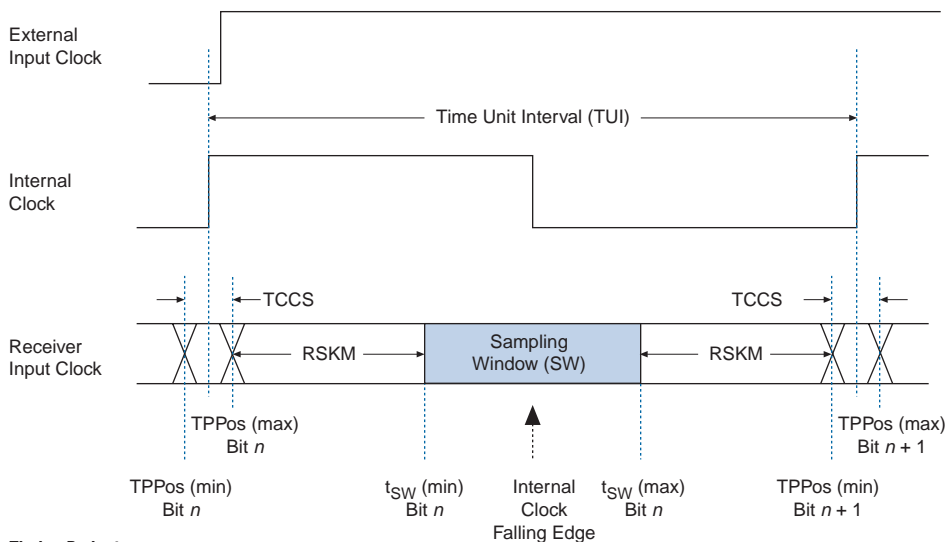 External
Input Clock
Time Unit Interval (TUI)
Internal
Clock
TCCS
TCCS
Receiver
Input Clock
RSKM
Sampling
Window (SW)
RSKM
TPPos (max)
Bit n
TPPos (max)
Bit n + 1
TPPos (min)
Bit n
tSW (min)
Bit n
Internal
Clock
Falling Edge
tSW (max)
Bit n
TPPos (min)
Bit n + 1